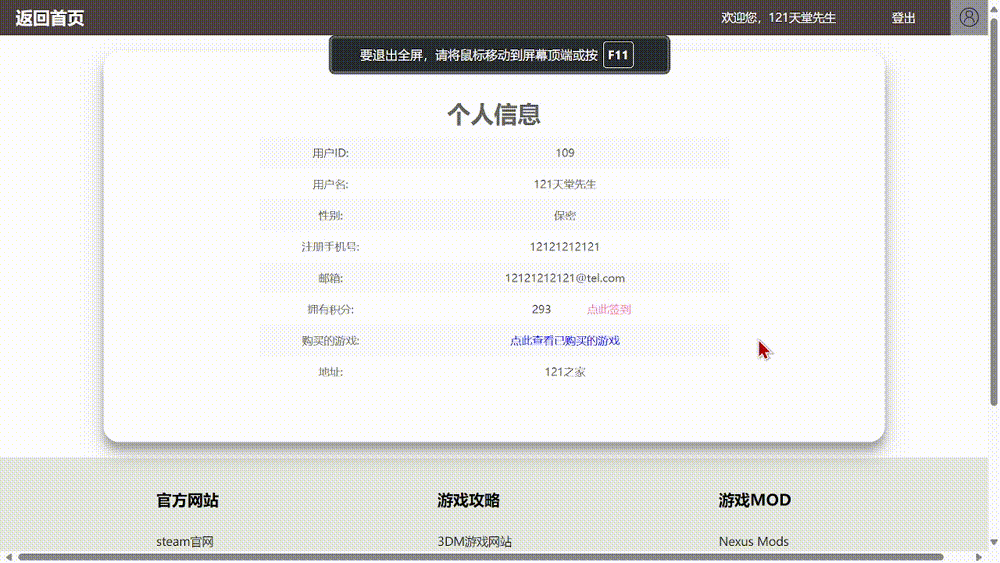 返回首页 欢迎您，121天堂先生 登出
要退出全屏，请将鼠标移动到屏幕顶端或按 F11
个人信息
用户ID: 109
用户名: 121天堂先生
性别: 保密
注册手机号: 12121212121
邮箱: 12121212121@tel.com
拥有积分: 293 点此签到
购买的游戏: 点此查看已购买的游戏
地址: 121之家
官方网站 游戏攻略 游戏MOD
steam官网 3DM游戏网站 Nexus Mods